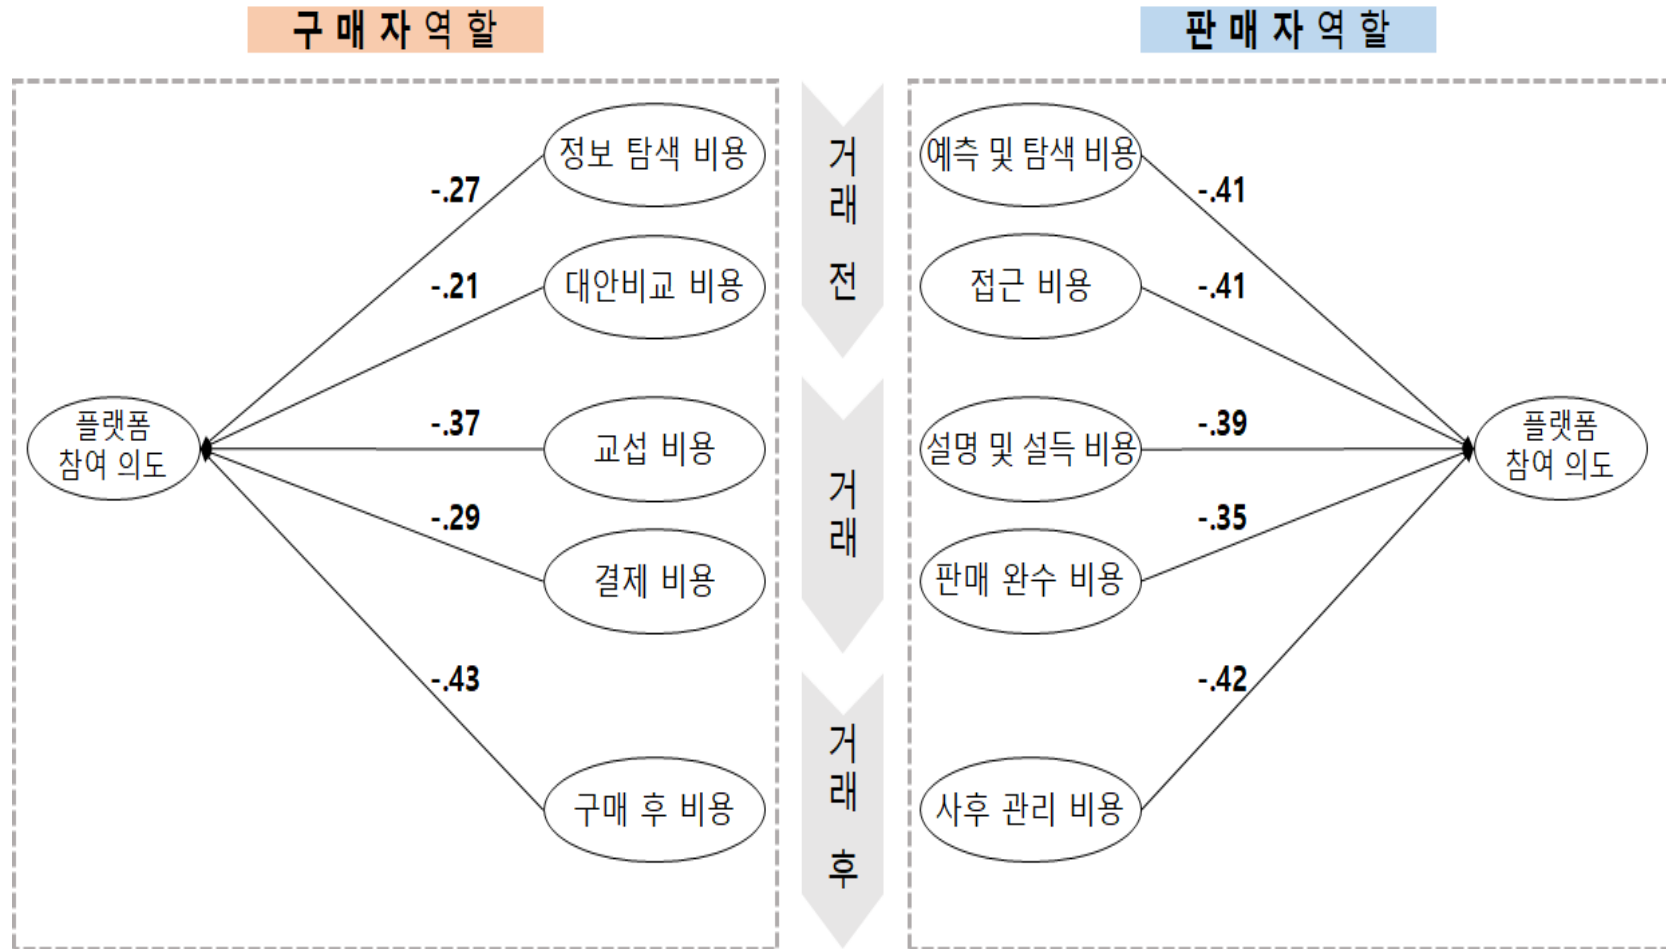 구매자역할
판매자역할
정보 탐색 비용
-.27
대안비교 비용
-.21
플랫폼
참여 의도
-.37
교섭 비용
-.29
결제 비용
-.43
구매 후 비용
거
래
전
거
래
거
래
후
예측 및 탐색 비용
-.41
접근 비용
-.41
설명 및 설득 비용
-.39
플랫폼
참여 의도
-.35
판매 완수 비용
-.42
사후 관리 비용